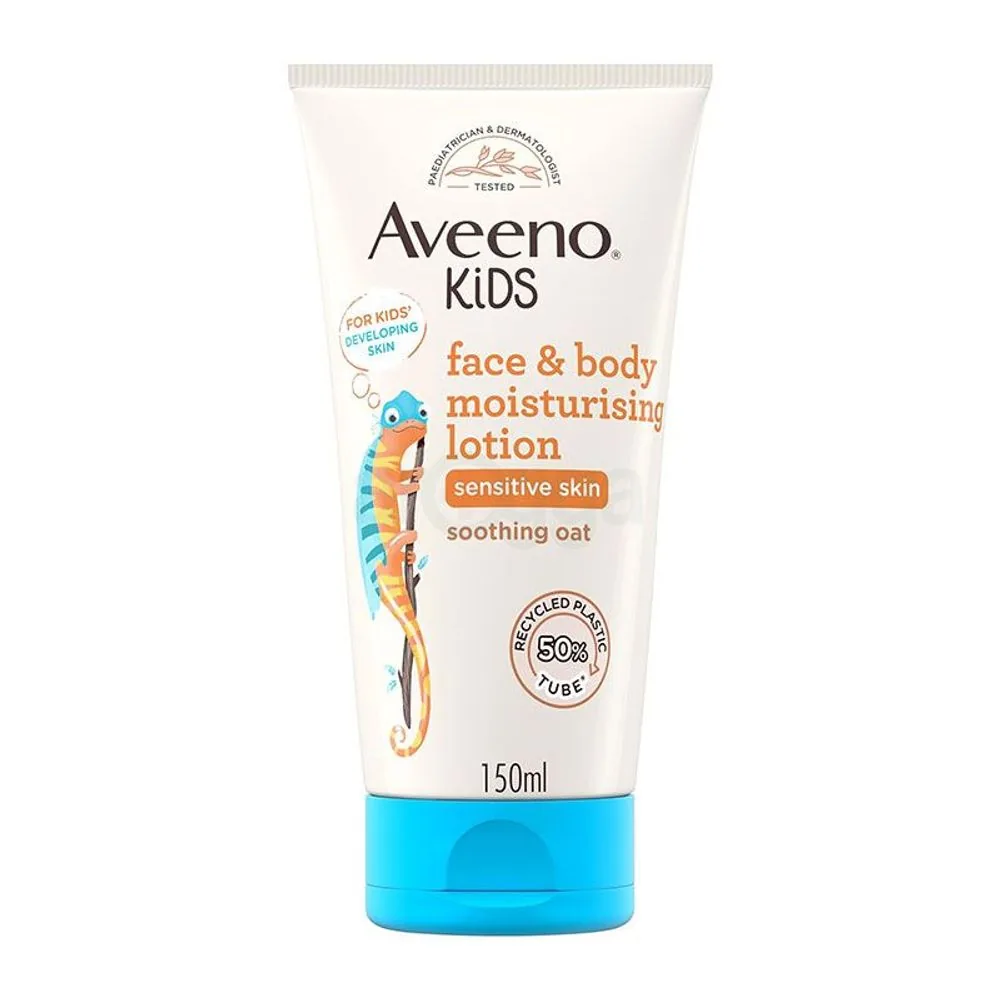 PAEDIATRICIAN & DERMATOLOGIST
TESTED
Aveeno®
KiDS
FOR KIDS'
DEVELOPING
SKIN
face & body
moisturising
lotion
sensitive skin
soothing oat
RECYCLED PLASTIC
50%
TUBE*
150ml